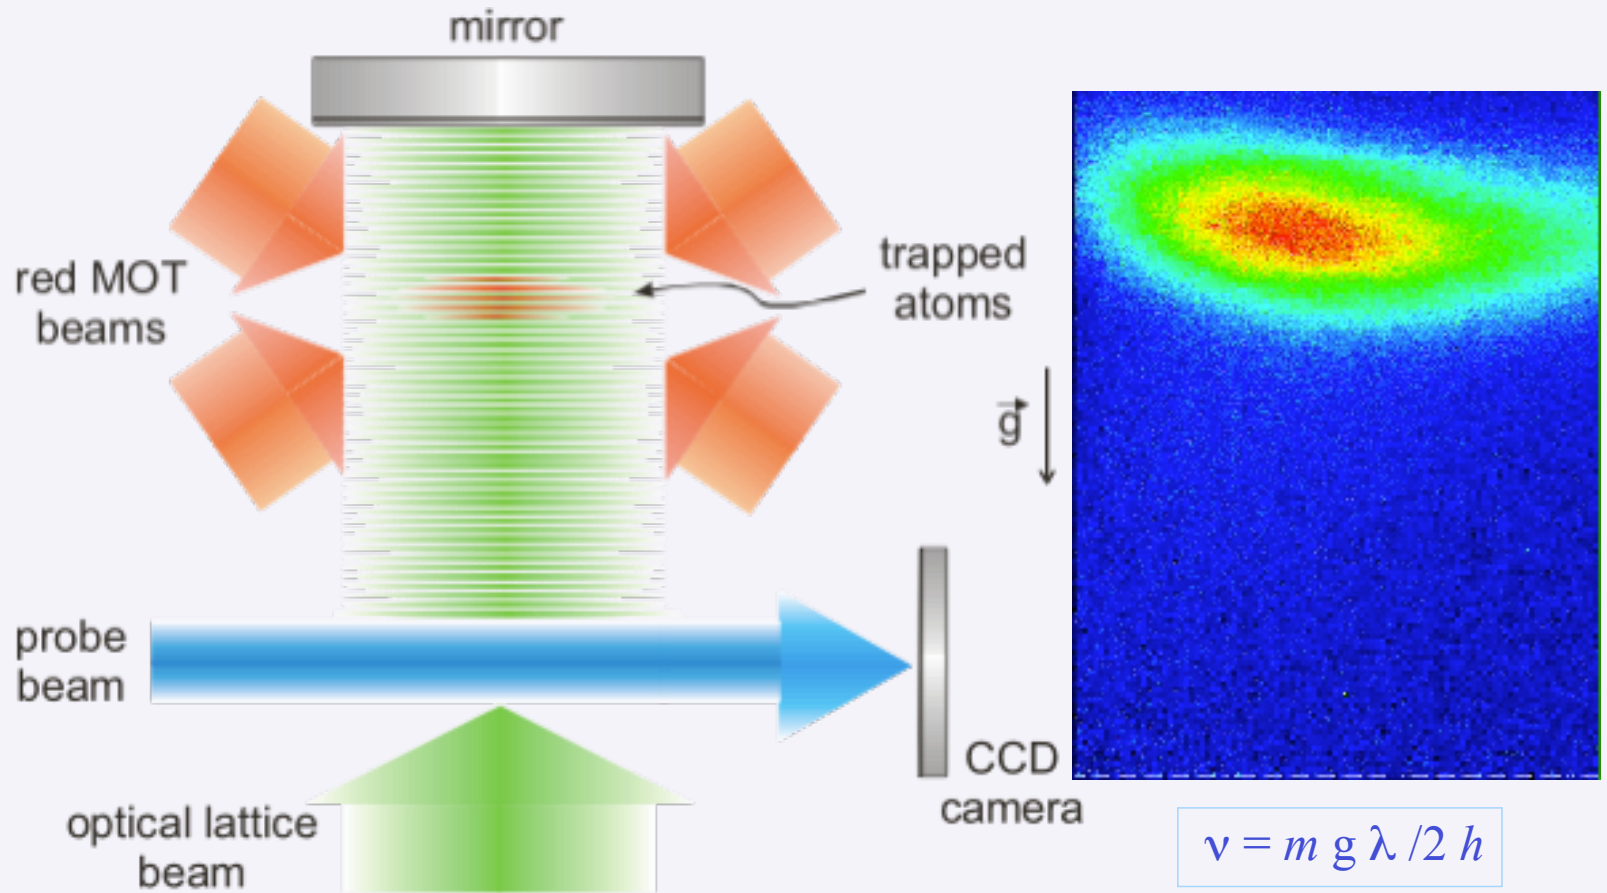 mirror
red MOT
beams
trapped
atoms
g
probe
beam
CCD
camera
optical lattice
beam
ν = m g λ /2 h